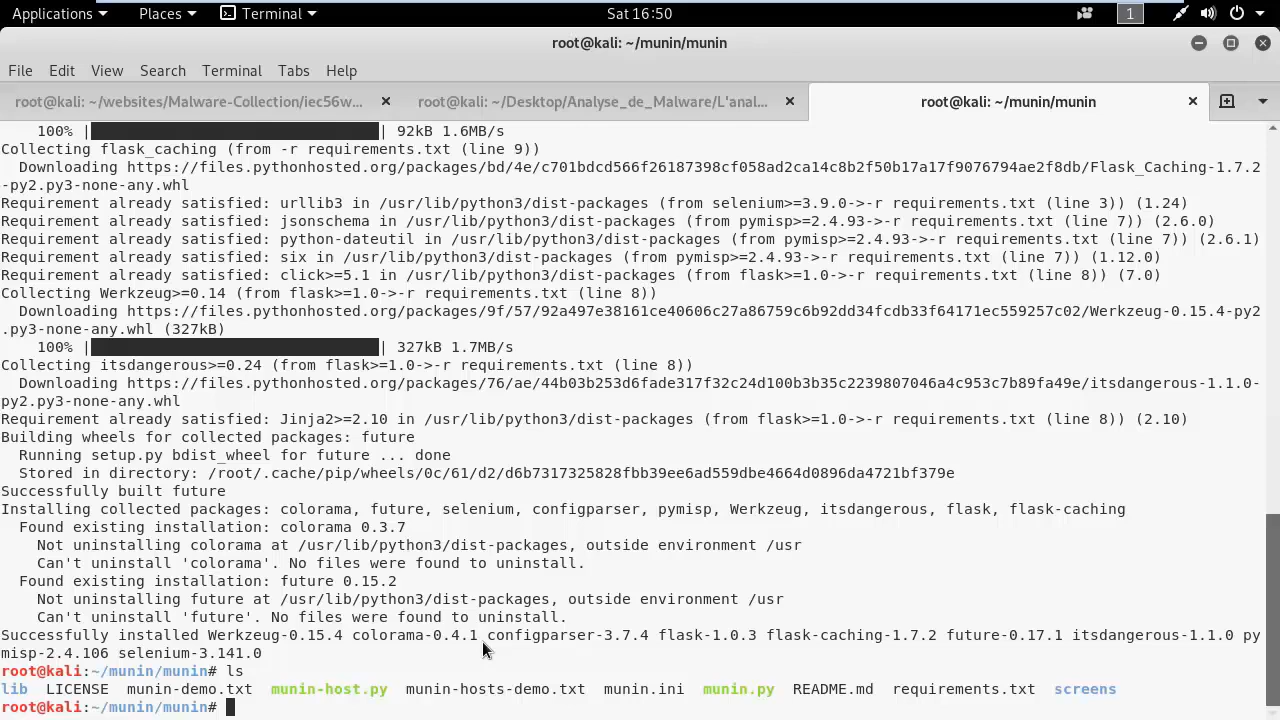 Applications Places Terminal Sat 16:50 1
root@kali: ~/munin/munin
File Edit View Search Terminal Tabs Help
root@kali: ~/websites/Malware-Collection/iec56w... root@kali: ~/Desktop/Analyse_de_Malware/L'anal... root@kali: ~/munin/munin
100% | | 92kB 1.6MB/s
Collecting flask_caching (from -r requirements.txt (line 9))
Downloading https://files.pythonhosted.org/packages/bd/4e/c701bdcd566f26187398cf058ad2ca14c8b2f50b17a17f9076794ae2f8db/Flask_Caching-1.7.2
-py2.py3-none-any.whl
Requirement already satisfied: urllib3 in /usr/lib/python3/dist-packages (from selenium>=3.9.0->-r requirements.txt (line 3)) (1.24)
Requirement already satisfied: jsonschema in /usr/lib/python3/dist-packages (from pymisp>=2.4.93->-r requirements.txt (line 7)) (2.6.0)
Requirement already satisfied: python-dateutil in /usr/lib/python3/dist-packages (from pymisp>=2.4.93->-r requirements.txt (line 7)) (2.6.1)
Requirement already satisfied: six in /usr/lib/python3/dist-packages (from pymisp>=2.4.93->-r requirements.txt (line 7)) (1.12.0)
Requirement already satisfied: click>=5.1 in /usr/lib/python3/dist-packages (from flask>=1.0->-r requirements.txt (line 8)) (7.0)
Collecting Werkzeug>=0.14 (from flask>=1.0->-r requirements.txt (line 8))
Downloading https://files.pythonhosted.org/packages/9f/57/92a497e38161ce40606c27a86759c6b92dd34fcdb33f64171ec559257c02/Werkzeug-0.15.4-py2
.py3-none-any.whl (327kB)
100% | | 327kB 1.7MB/s
Collecting itsdangerous>=0.24 (from flask>=1.0->-r requirements.txt (line 8))
Downloading https://files.pythonhosted.org/packages/76/ae/44b03b253d6fade317f32c24d100b3b35c2239807046a4c953c7b89fa49e/itsdangerous-1.1.0-
py2.py3-none-any.whl
Requirement already satisfied: Jinja2>=2.10 in /usr/lib/python3/dist-packages (from flask>=1.0->-r requirements.txt (line 8)) (2.10)
Building wheels for collected packages: future
Running setup.py bdist_wheel for future ... done
Stored in directory: /root/.cache/pip/wheels/0c/61/d2/d6b7317325828fbb39ee6ad559dbe4664d0896da4721bf379e
Successfully built future
Installing collected packages: colorama, future, selenium, configparser, pymisp, Werkzeug, itsdangerous, flask, flask-caching
Found existing installation: colorama 0.3.7
Not uninstalling colorama at /usr/lib/python3/dist-packages, outside environment /usr
Can't uninstall 'colorama'. No files were found to uninstall.
Found existing installation: future 0.15.2
Not uninstalling future at /usr/lib/python3/dist-packages, outside environment /usr
Can't uninstall 'future'. No files were found to uninstall.
Successfully installed Werkzeug-0.15.4 colorama-0.4.1 configparser-3.7.4 flask-1.0.3 flask-caching-1.7.2 future-0.17.1 itsdangerous-1.1.0 py
misp-2.4.106 selenium-3.141.0
root@kali:~/munin/munin# ls
lib LICENSE munin-demo.txt munin-host.py munin-hosts-demo.txt munin.ini munin.py README.md requirements.txt screens
root@kali:~/munin/munin#